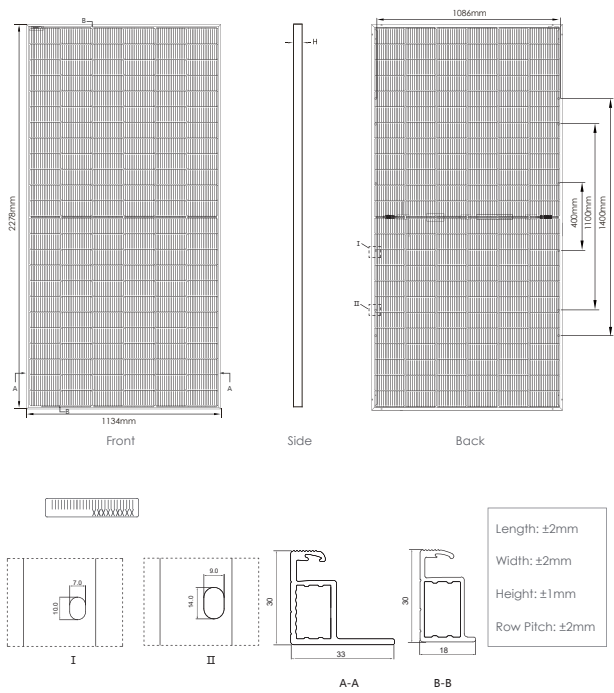 1086mm
B
H
2278mm
400mm
1100mm
1400mm
I
II
A
A
B
1134mm
Front
Side
Back
XXXXXXXXX
7.0
10.0
I
9.0
14.0
II
30
33
A-A
30
18
B-B
Length: ±2mm
Width: ±2mm
Height: ±1mm
Row Pitch: ±2mm